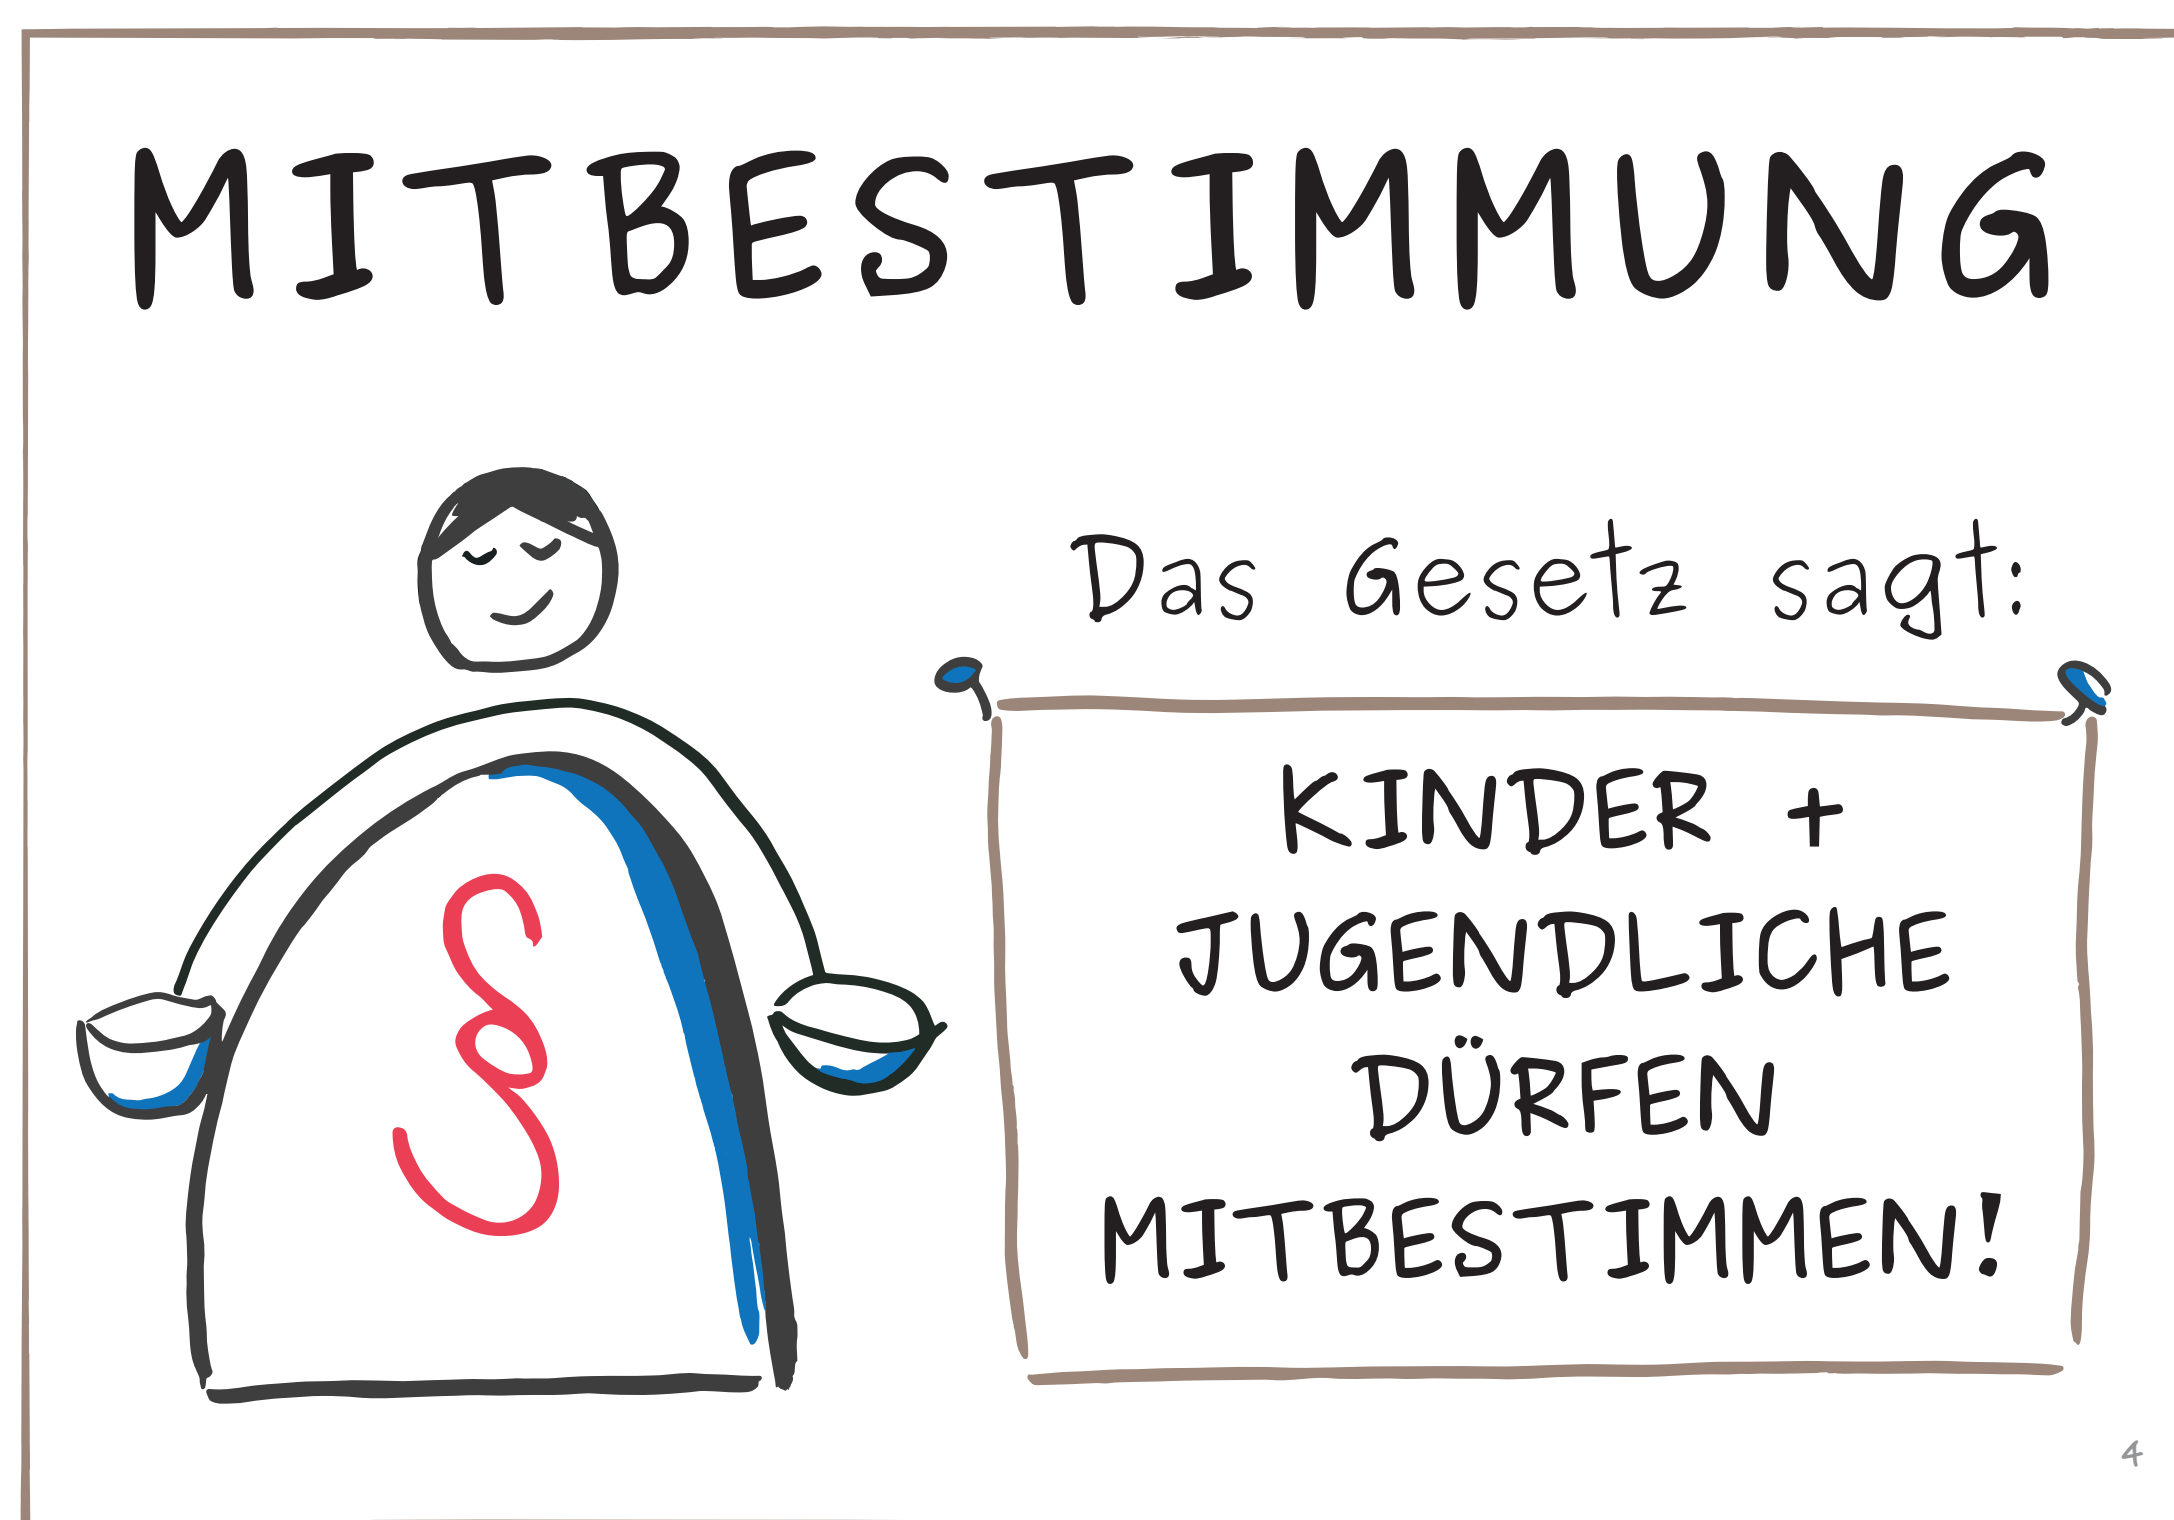 MITBESTIMMUNG
Das Gesetz sagt:
§
KINDER +
JUGENDLICHE
DÜRFEN
MITBESTIMMEN!
4